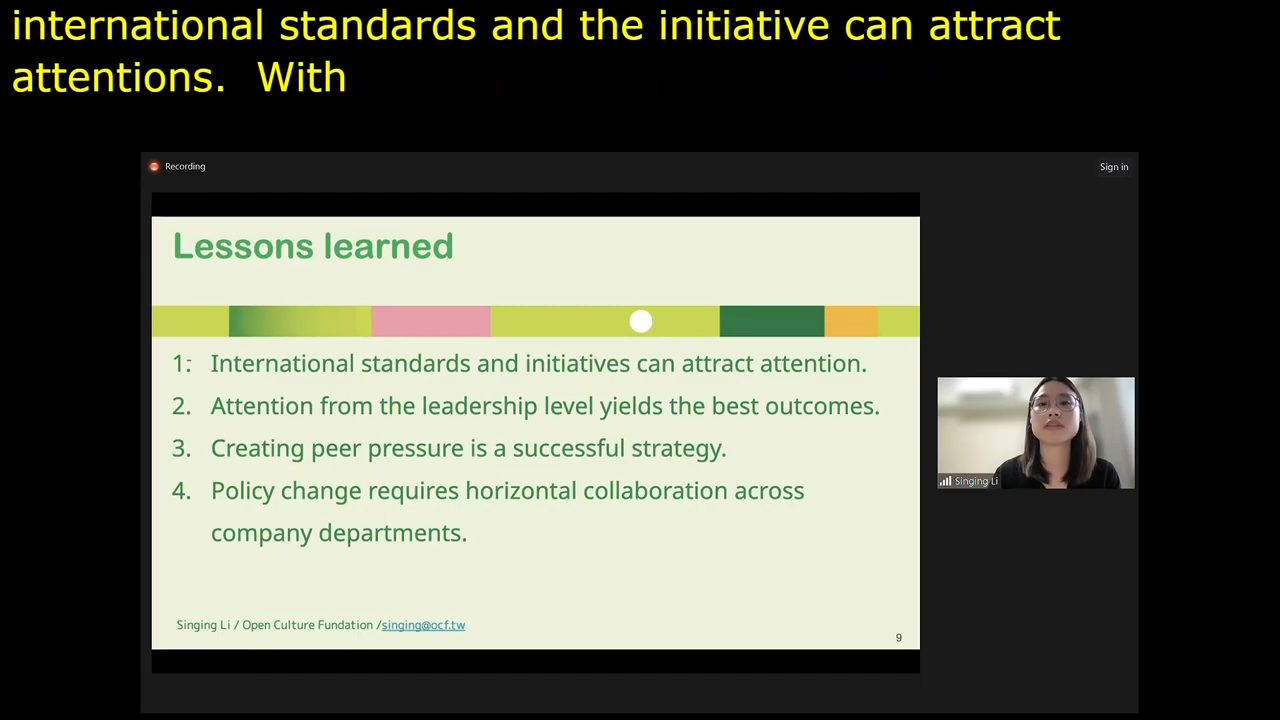 international standards and the initiative can attract
attentions.  With
Recording
Sign in
Lessons learned
1: International standards and initiatives can attract attention.
2. Attention from the leadership level yields the best outcomes.
3. Creating peer pressure is a successful strategy.
4. Policy change requires horizontal collaboration across
company departments.
Singing Li
Singing Li / Open Culture Fundation /singing@ocf.tw
9